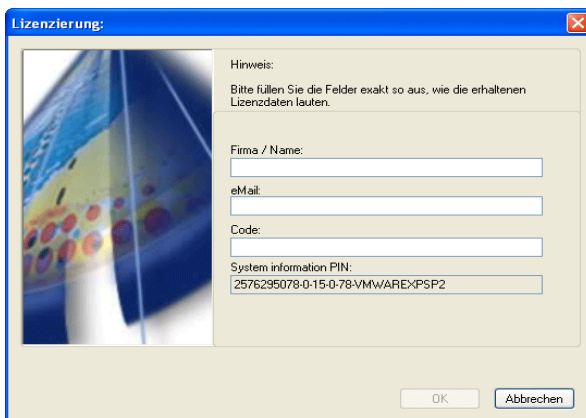 Lizenzierung:
Hinweis:
Bitte füllen Sie die Felder exakt so aus, wie die erhaltenen
Lizenzdaten lauten.
Firma / Name:
eMail:
Code:
System information PIN:
2576295078-0-15-0-78-VMWAREXPSP2
OK
Abbrechen